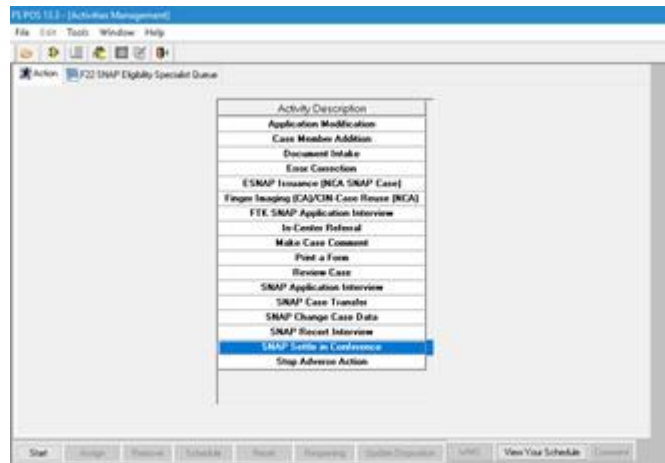 FS POS 13.3 - [Activities Management]
File Edit Tools Window Help
Action F22 SNAP Eligibility Specialist Queue
Activity Description
Application Modification
Case Member Addition
Document Intake
Error Correction
ESNAP Issuance (NCA SNAP Case)
Finger Imaging (CA)/CIN-Case Reuse (NCA)
FTK SNAP Application Interview
In-Center Referral
Make Case Comment
Print a Form
Review Case
SNAP Application Interview
SNAP Case Transfer
SNAP Change Case Data
SNAP Recert Interview
SNAP Settle in Conference
Stop Adverse Action
Start Assign Removal Schedule Reset Reopening Update Disposition WMS View Your Schedule Comment